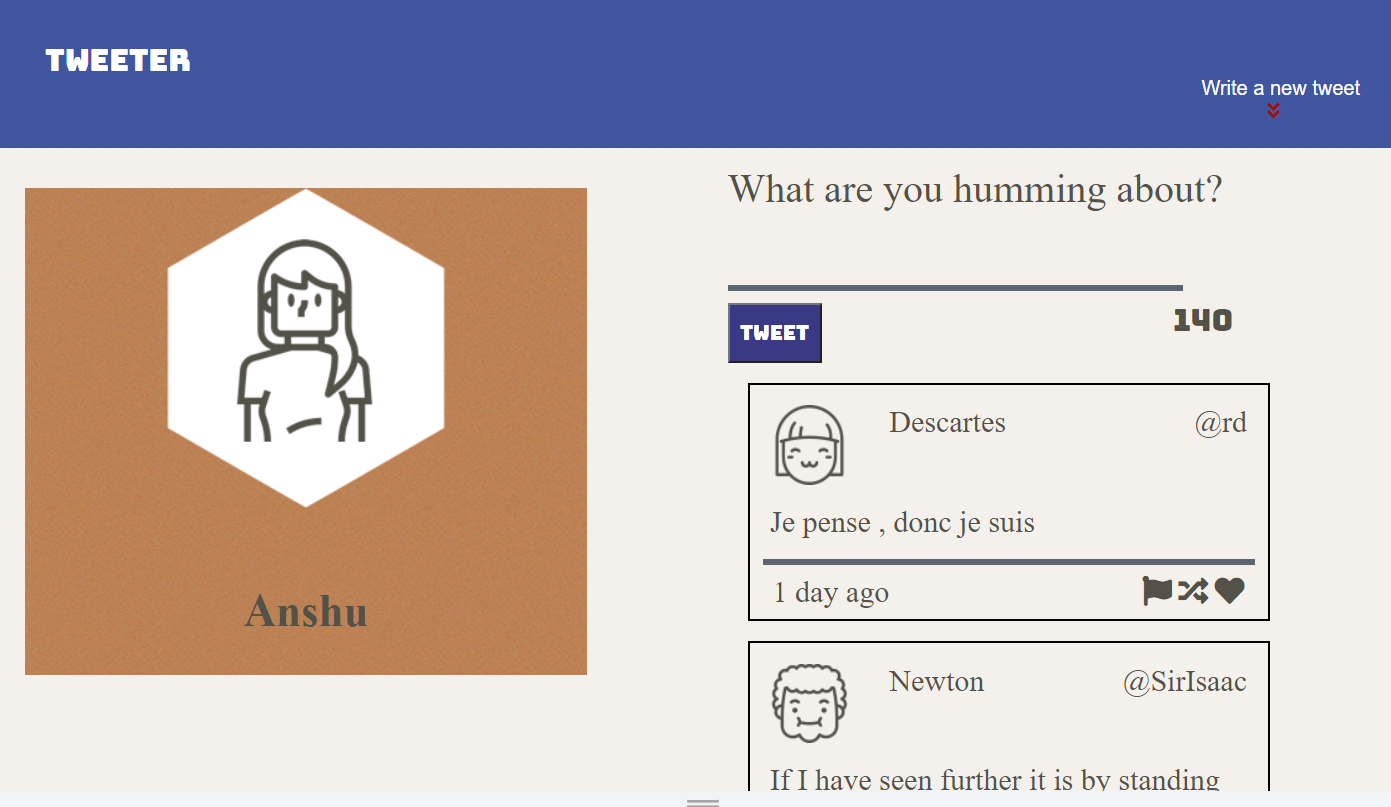 TWEETER
Write a new tweet
Anshu
What are you humming about?
TWEET
140
Descartes
@rd
Je pense , donc je suis
1 day ago
Newton
@SirIsaac
If I have seen further it is by standing